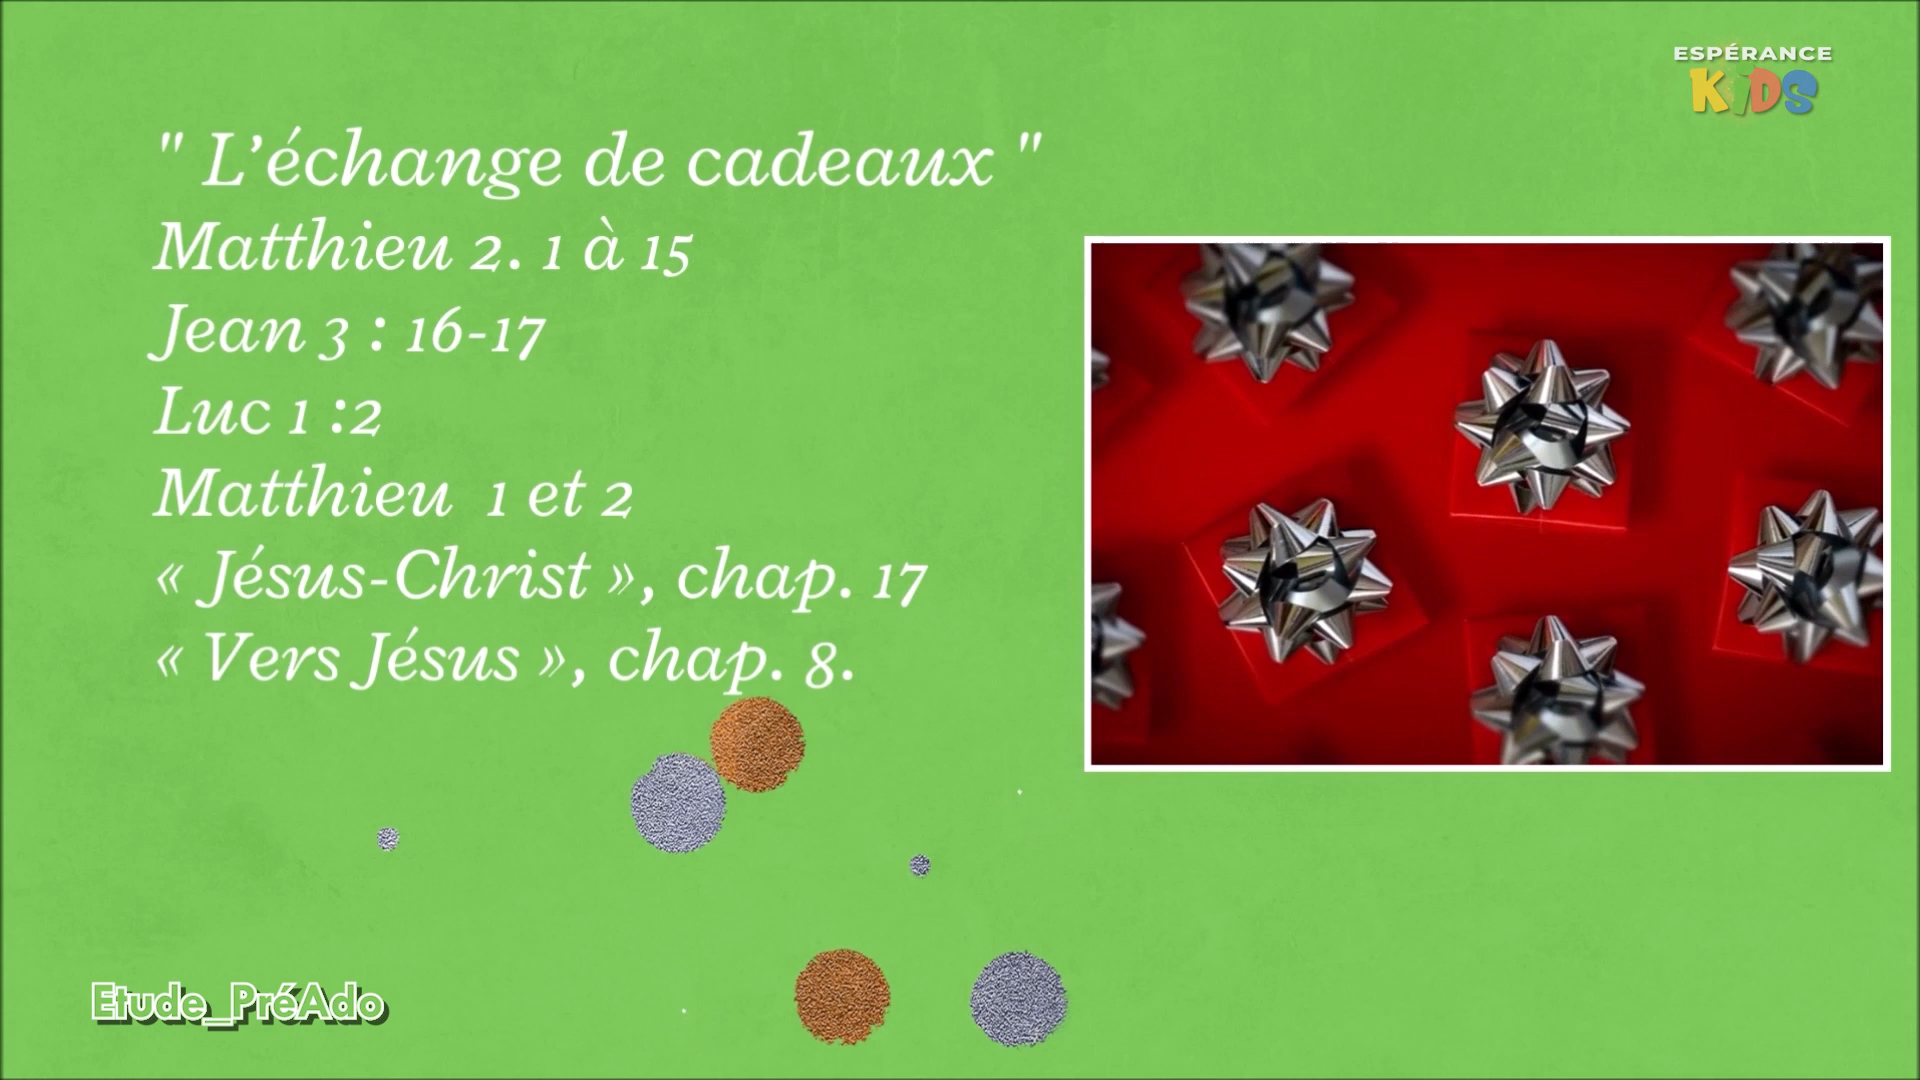 ESPÉRANCE
KIDS
" L’échange de cadeaux "
Matthieu 2. 1 à 15
Jean 3 : 16-17
Luc 1 :2
Matthieu  1 et 2
« Jésus-Christ », chap. 17
« Vers Jésus », chap. 8.
Etude_PréAdo